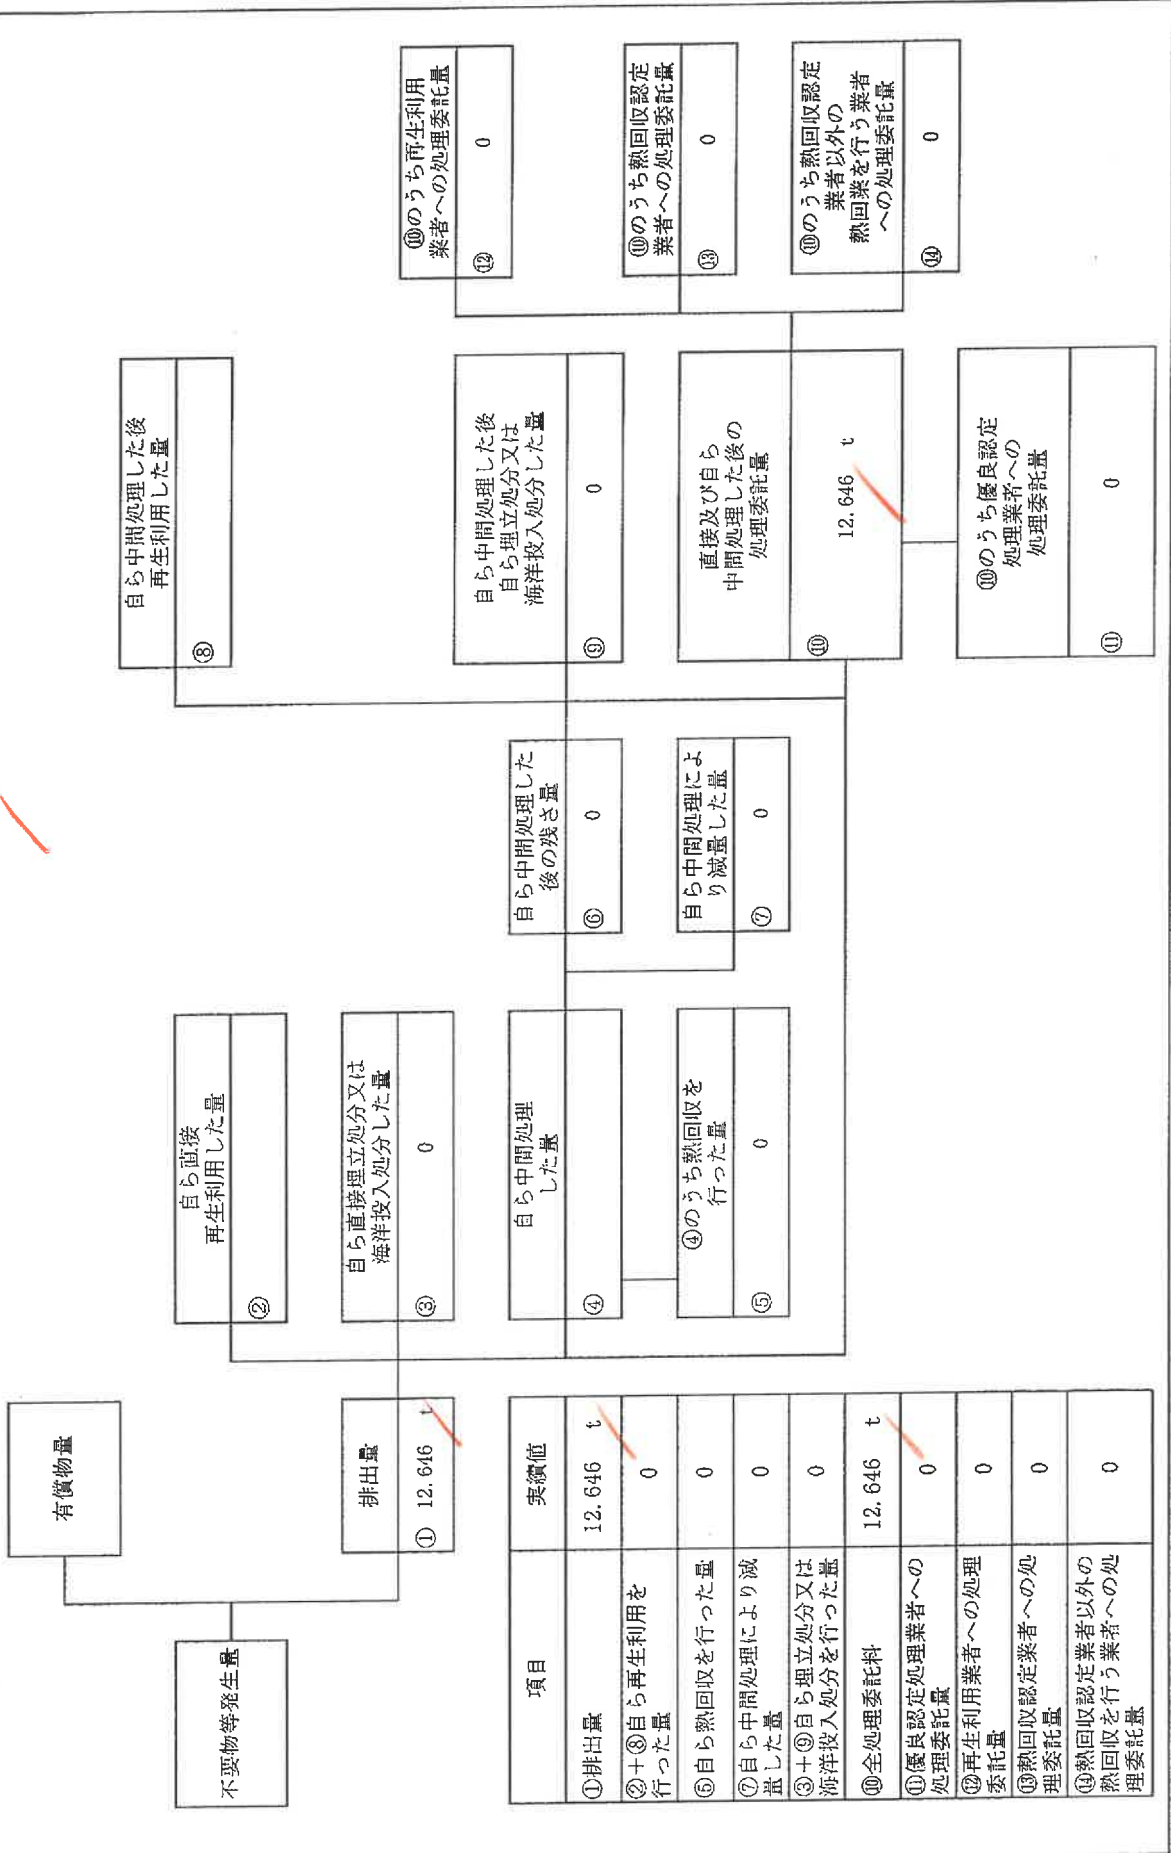 有償物量
不要物等発生量
排出量
① 12.646 t
自ら直接
再生利用した量
②
自ら直接埋立処分又は
海洋投入処分した量
③ 0
自ら中間処理
した量
④
④のうち熱回収を
行った量
⑤ 0
自ら中間処理した
後の残さ量
⑥ 0
自ら中間処理によ
り減量した量
⑦ 0
自ら中間処理した後
再生利用した量
⑧
自ら中間処理した後
自ら埋立処分又は
海洋投入処分した量
⑨ 0
直接及び自ら
中間処理した後の
処理委託量
⑩ 12.646 t
⑩のうち優良認定
処理業者への
処理委託量
⑪ 0
⑩のうち再生利用
業者への処理委託量
⑫ 0
⑩のうち熱回収認定
業者への処理委託量
⑬ 0
⑩のうち熱回収認定
業者以外の
熱回業を行う業者
への処理委託量
⑭ 0
項目 実績値
①排出量 12.646 t
②+⑧自ら再生利用を
行った量 0
⑤自ら熱回収を行った量 0
⑦自ら中間処理により減
量した量 0
③+⑨自ら埋立処分又は
海洋投入処分を行った量 0
⑩全処理委託料 12.646 t
⑪優良認定処理業者への
処理委託量 0
⑫再生利用業者への処理
委託量 0
⑬熱回収認定業者への処
理委託量 0
⑭熱回収認定業者以外の
熱回収を行う業者への処
理委託量 0